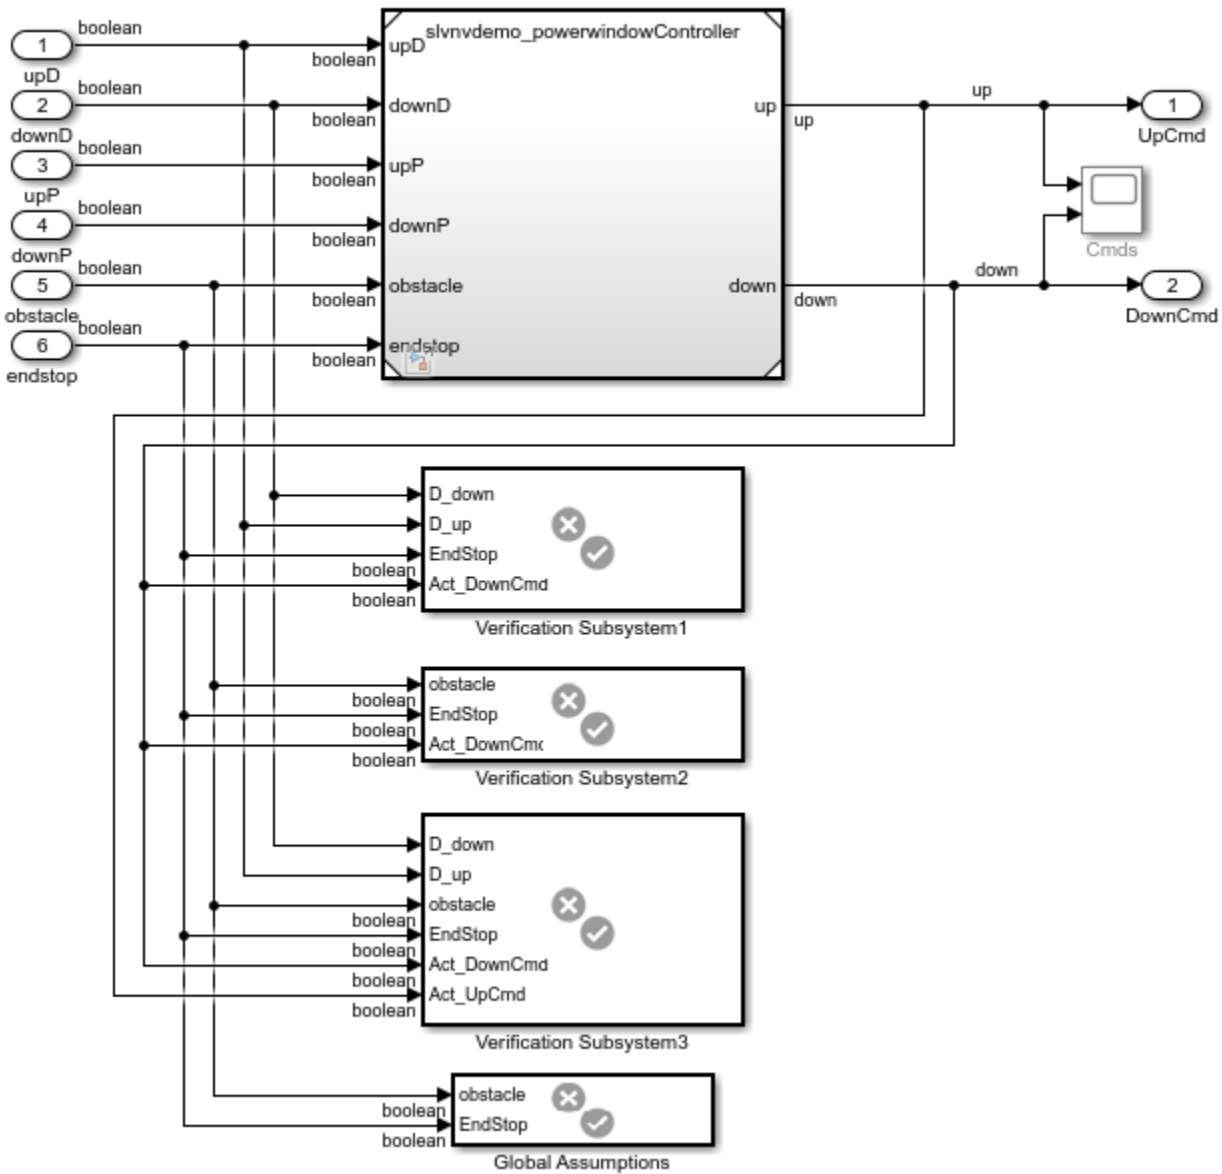 boolean
1
upD
boolean
2
downD
boolean
3
upP
boolean
4
downP
boolean
5
obstacle
boolean
6
endstop
slvnvdemo_powerwindowController
boolean
upD
boolean
downD
boolean
upP
boolean
downP
boolean
obstacle
boolean
endstop
up
up
up
1
UpCmd
Cmds
down
down
down
2
DownCmd
D_down
D_up
EndStop
boolean
Act_DownCmd
boolean
Verification Subsystem1
obstacle
boolean
EndStop
boolean
Act_DownCmc
boolean
Verification Subsystem2
D_down
D_up
obstacle
boolean
EndStop
boolean
Act_DownCmd
boolean
Act_UpCmd
boolean
Verification Subsystem3
obstacle
boolean
EndStop
boolean
Global Assumptions